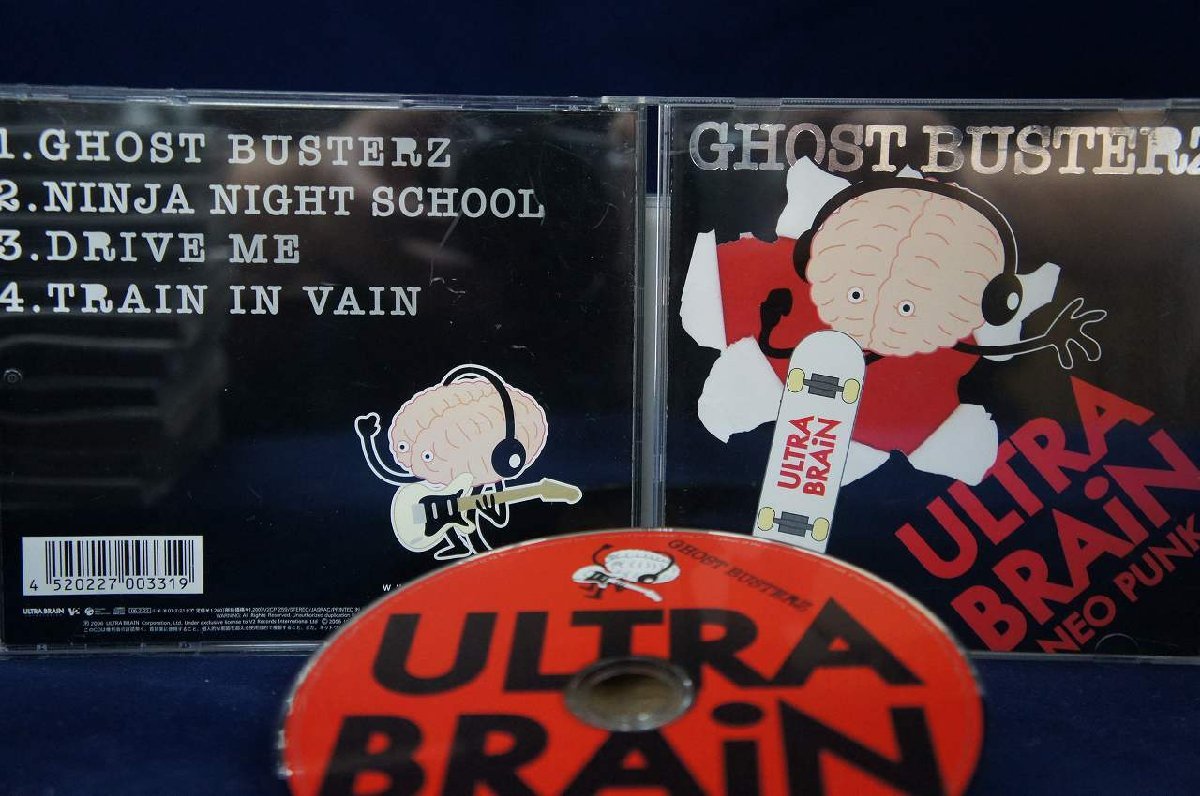 1.GHOST BUSTERZ
2.NINJA NIGHT SCHOOL
3.DRIVE ME
4.TRAIN IN VAIN
4 520227 003319
ULTRA BRAIN
GHOST BUSTERZ
ULTRA
BRAiN
ULTRA
BRAiN
NEO PUNK
GHOST BUSTERZ
ULTRA
BRAiN